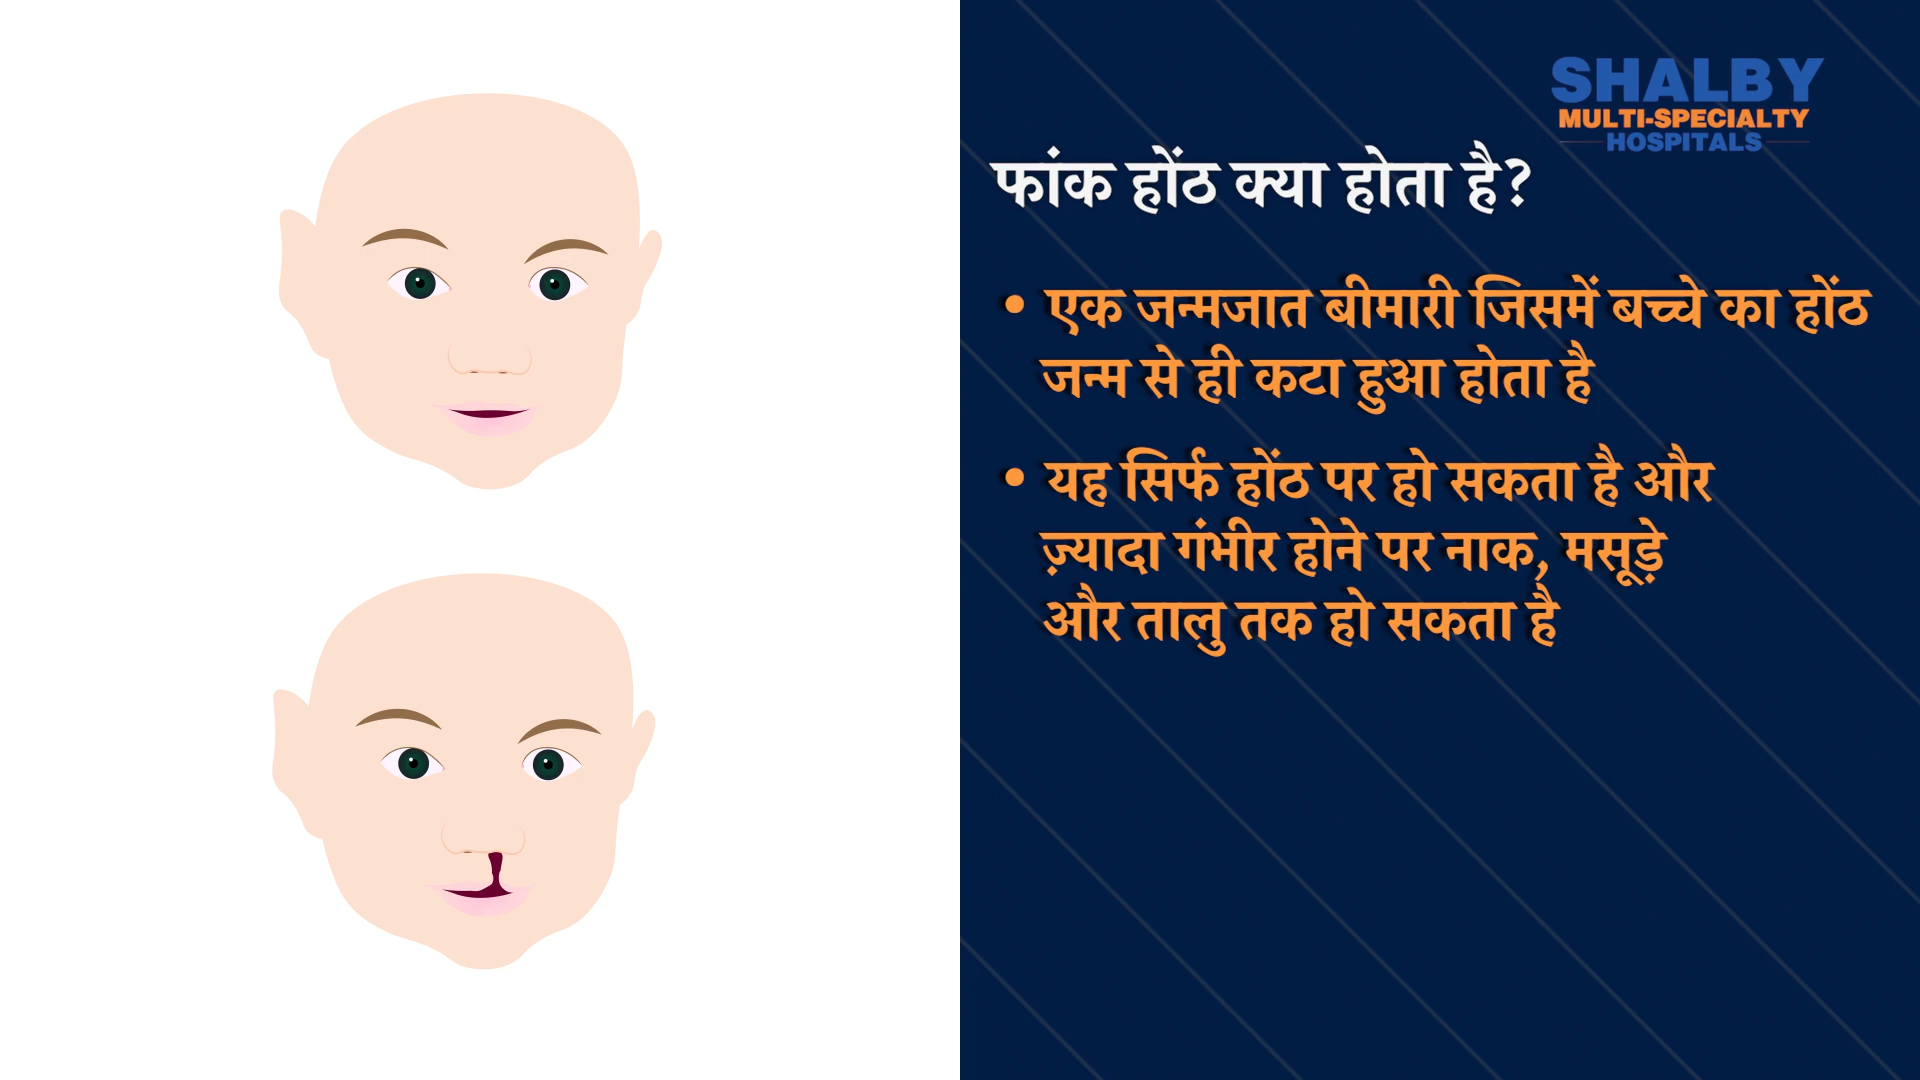 SHALBY
MULTI-SPECIALTY
HOSPITALS
फांक होंठ क्या होता है?
• एक जन्मजात बीमारी जिसमें बच्चे का होंठ
जन्म से ही कटा हुआ होता है
• यह सिर्फ होंठ पर हो सकता है और
ज़्यादा गंभीर होने पर नाक, मसूड़े
और तालु तक हो सकता है